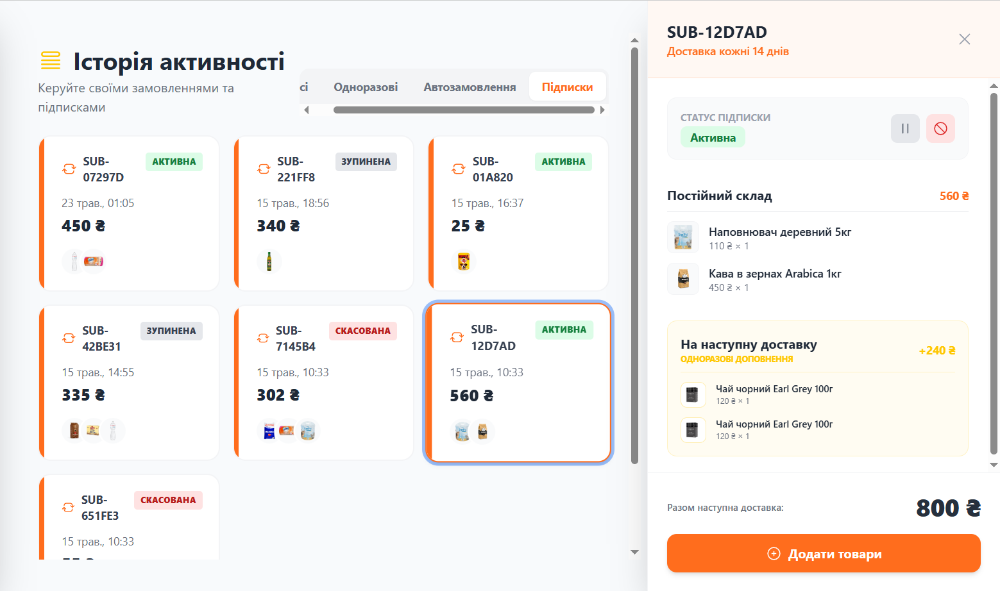 Історія активності
Керуйте своїми замовленнями та
підписками
сі
Одноразові
Автозамовлення
Підписки
SUB-
07297D
АКТИВНА
23 трав., 01:05
450 ₴
SUB-
221FF8
ЗУПИНЕНА
15 трав., 18:56
340 ₴
SUB-
01A820
АКТИВНА
15 трав., 16:37
25 ₴
SUB-
42BE31
ЗУПИНЕНА
15 трав., 14:55
335 ₴
SUB-
7145B4
СКАСОВАНА
15 трав., 10:33
302 ₴
SUB-
12D7AD
АКТИВНА
15 трав., 10:33
560 ₴
SUB-
651FE3
СКАСОВАНА
15 трав., 10:33
SUB-12D7AD
Доставка кожні 14 днів
СТАТУС ПІДПИСКИ
Активна
Постійний склад
560 ₴
Наповнювач деревний 5кг
110 ₴ × 1
Кава в зернах Arabica 1кг
450 ₴ × 1
На наступну доставку
ОДНОРАЗОВІ ДОПОВНЕННЯ
+240 ₴
Чай чорний Earl Grey 100г
120 ₴ × 1
Чай чорний Earl Grey 100г
120 ₴ × 1
Разом наступна доставка:
800 ₴
Додати товари